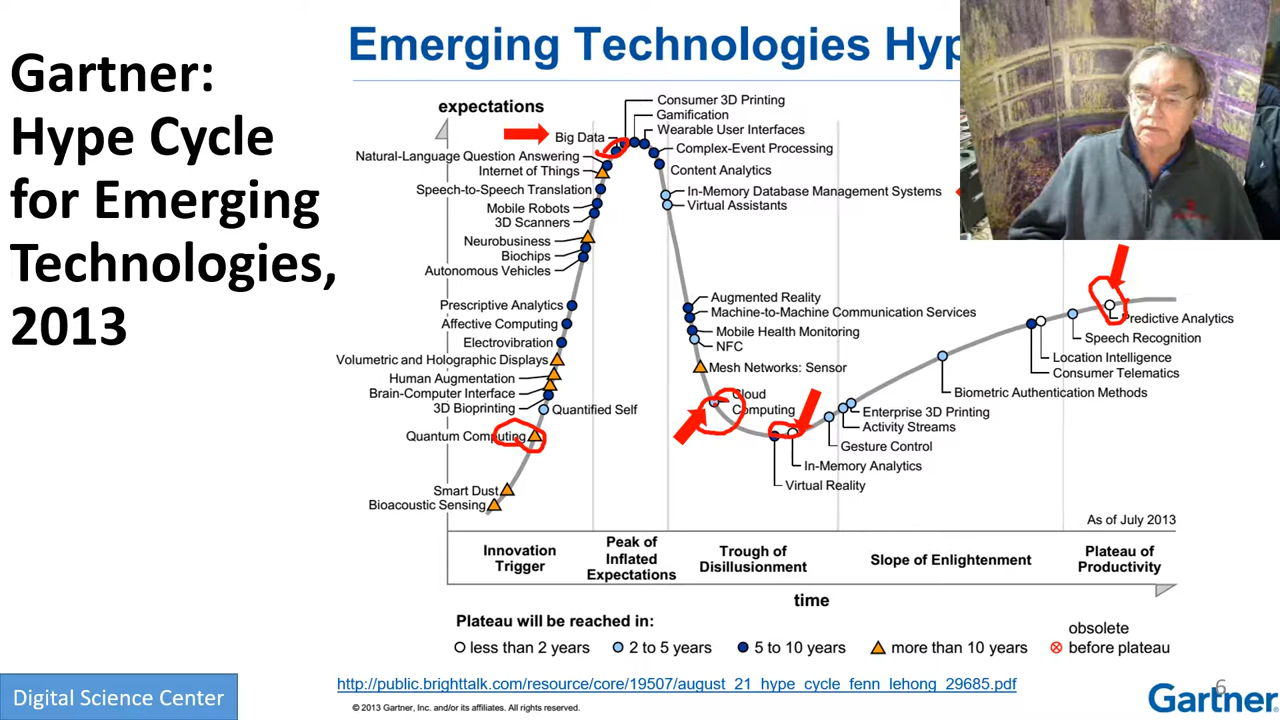 Gartner:
Hype Cycle
for Emerging
Technologies,
2013
Emerging Technologies
expectations
Consumer 3D Printing
Gamification
Wearable User Interfaces
Big Data
Complex-Event Processing
Natural-Language Question Answering
Internet of Things
Content Analytics
Speech-to-Speech Translation
In-Memory Database Management Systems
Virtual Assistants
Mobile Robots
3D Scanners
Neurobusiness
Biochips
Autonomous Vehicles
Augmented Reality
Prescriptive Analytics
Machine-to-Machine Communication Services
Predictive Analytics
Affective Computing
Mobile Health Monitoring
Speech Recognition
Electrovibration
NFC
Location Intelligence
Volumetric and Holographic Displays
Mesh Networks: Sensor
Consumer Telematics
Human Augmentation
Brain-Computer Interface
Cloud
Computing
Biometric Authentication Methods
3D Bioprinting
Quantified Self
Enterprise 3D Printing
Activity Streams
Quantum Computing
Gesture Control
In-Memory Analytics
Virtual Reality
Smart Dust
Bioacoustic Sensing
As of July 2013
Innovation
Trigger
Peak of
Inflated
Expectations
Trough of
Disillusionment
Slope of Enlightenment
Plateau of
Productivity
time
Plateau will be reached in:
less than 2 years
2 to 5 years
5 to 10 years
more than 10 years
obsolete
before plateau
Digital Science Center
http://public.brighttalk.com/resource/core/19507/august_21_hype_cycle_fenn_lehong_29685.pdf
© 2013 Gartner, Inc. and/or its affiliates. All rights reserved.
6
Gartner.